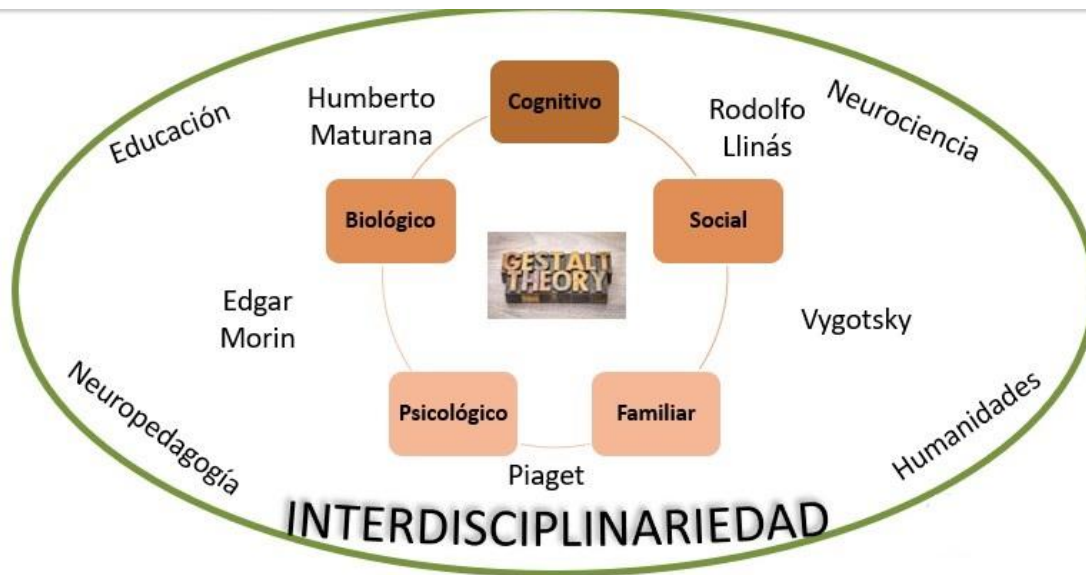 Educación
Humberto
Maturana
Cognitivo
Rodolfo
Llinás
Neurociencia
Biológico
Social
GESTALT
THEORY
Edgar
Morin
Vygotsky
Neuropedagogía
Psicológico
Familiar
Humanidades
Piaget
INTERDISCIPLINARIEDAD